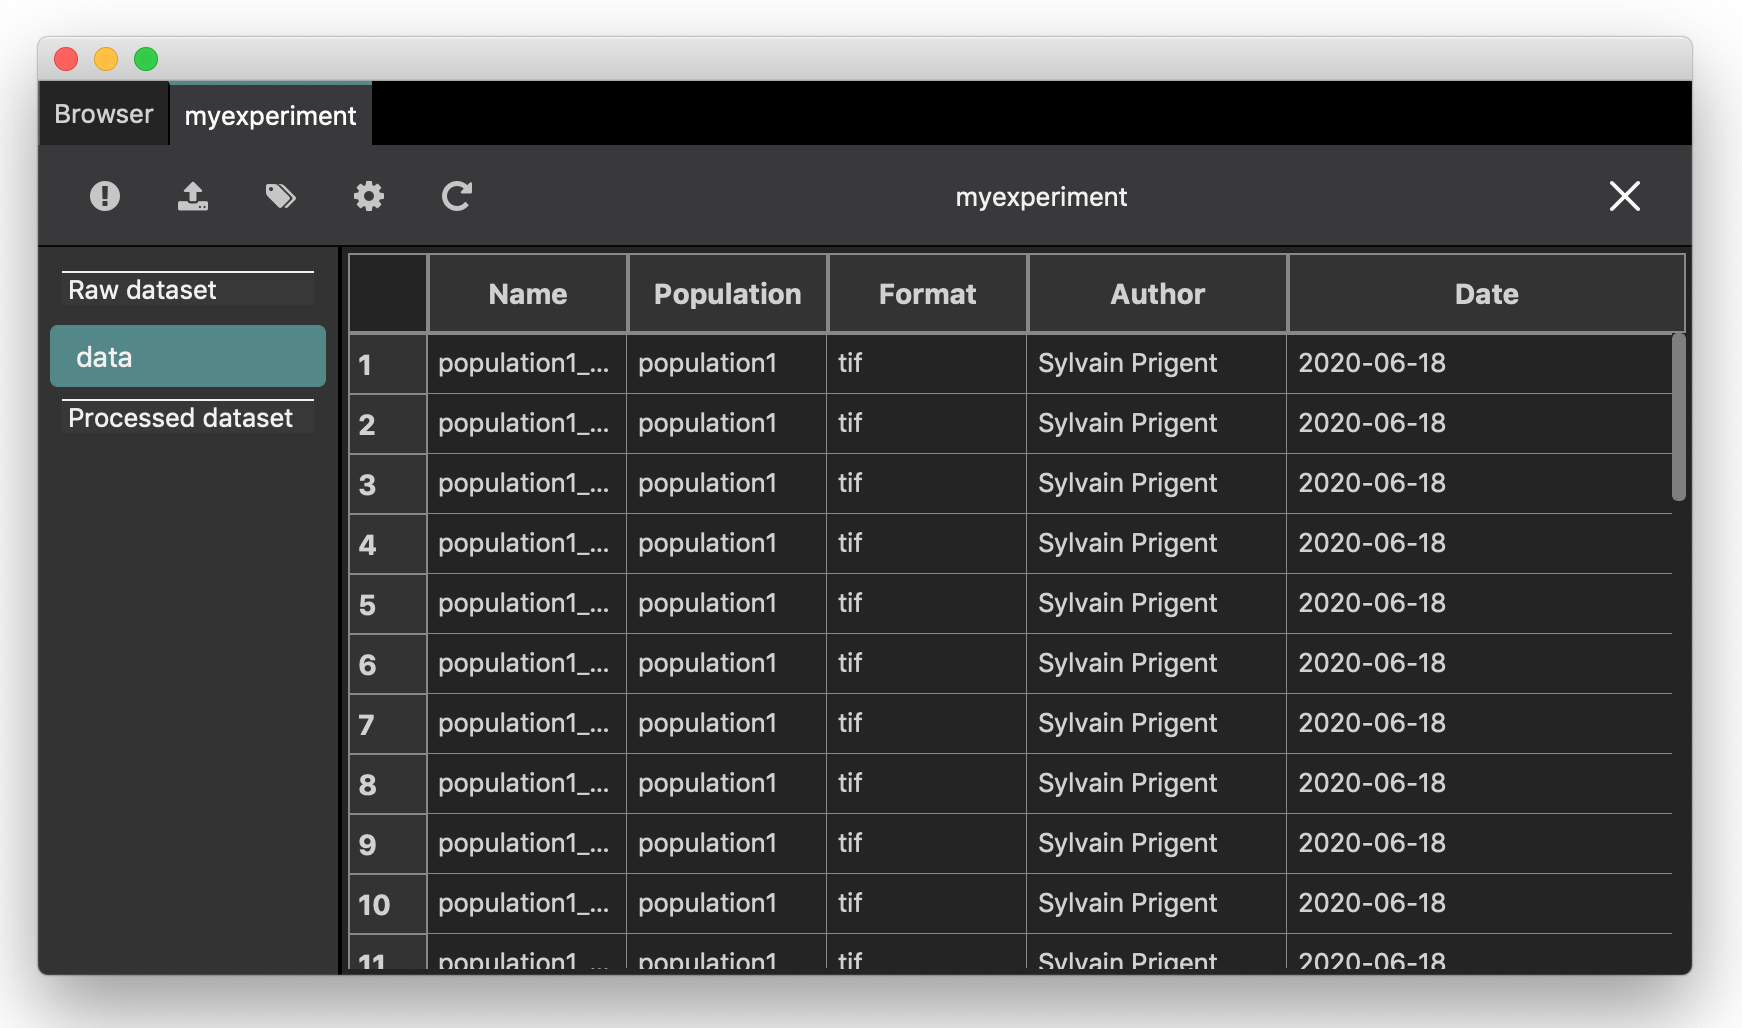 Browser myexperiment
myexperiment
Raw dataset
data
Processed dataset
Name Population Format Author Date
1 population1_... population1 tif Sylvain Prigent 2020-06-18
2 population1_... population1 tif Sylvain Prigent 2020-06-18
3 population1_... population1 tif Sylvain Prigent 2020-06-18
4 population1_... population1 tif Sylvain Prigent 2020-06-18
5 population1_... population1 tif Sylvain Prigent 2020-06-18
6 population1_... population1 tif Sylvain Prigent 2020-06-18
7 population1_... population1 tif Sylvain Prigent 2020-06-18
8 population1_... population1 tif Sylvain Prigent 2020-06-18
9 population1_... population1 tif Sylvain Prigent 2020-06-18
10 population1_... population1 tif Sylvain Prigent 2020-06-18
11 population1_... population1 tif Sylvain Prigent 2020-06-18